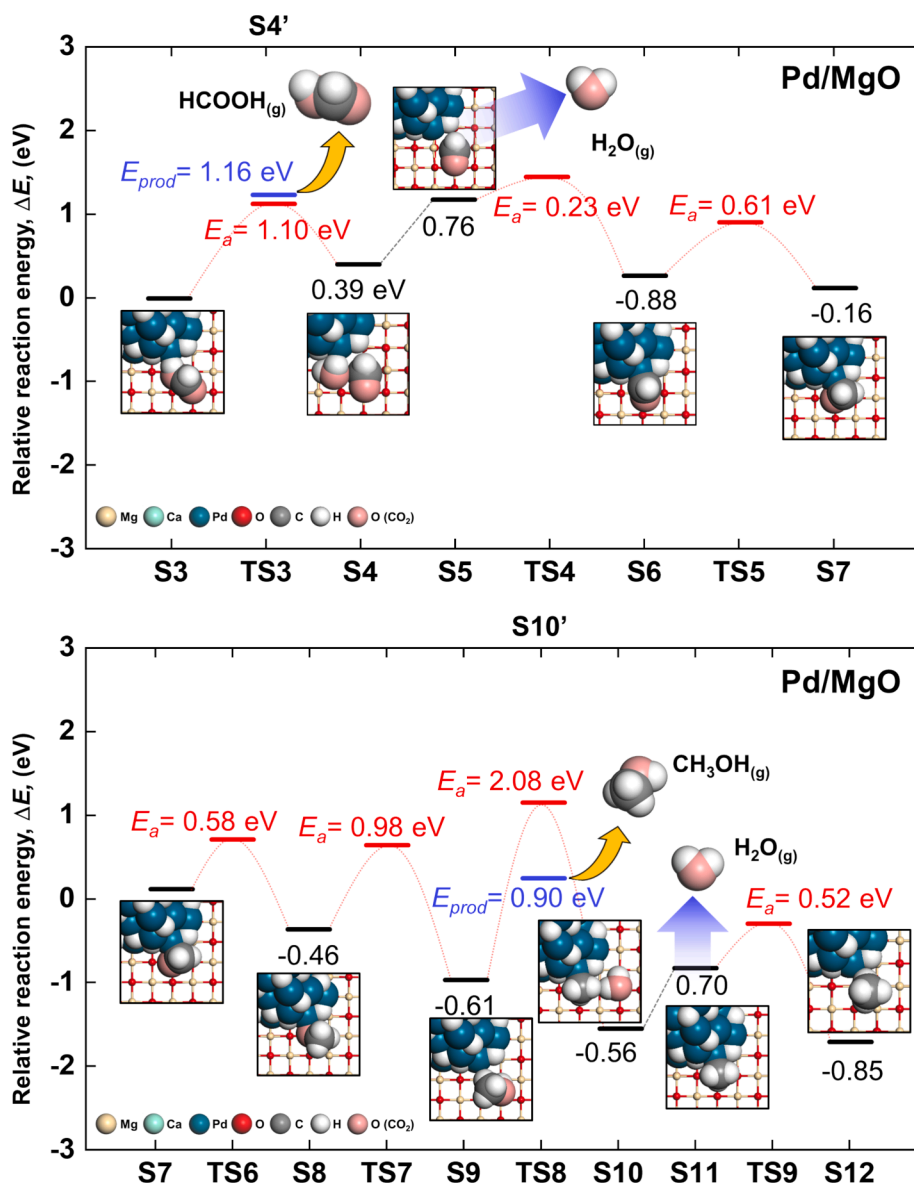 S4’
3
2
1
0
-1
-2
-3
Relative reaction energy, ΔE, (eV)
Pd/MgO
HCOOH(g)
H2O(g)
Eprod= 1.16 eV
Ea= 1.10 eV
0.39 eV
0.76
Ea= 0.23 eV
-0.88
Ea= 0.61 eV
-0.16
Mg Ca Pd O C H O (CO2)
S3 TS3 S4 S5 TS4 S6 TS5 S7
S10’
3
2
1
0
-1
-2
-3
Relative reaction energy, ΔE, (eV)
Pd/MgO
Ea= 2.08 eV
CH3OH(g)
Ea= 0.58 eV
Ea= 0.98 eV
H2O(g)
Eprod= 0.90 eV
Ea= 0.52 eV
-0.46
-0.61
-0.56
0.70
-0.85
Mg Ca Pd O C H O (CO2)
S7 TS6 S8 TS7 S9 TS8 S10 S11 TS9 S12